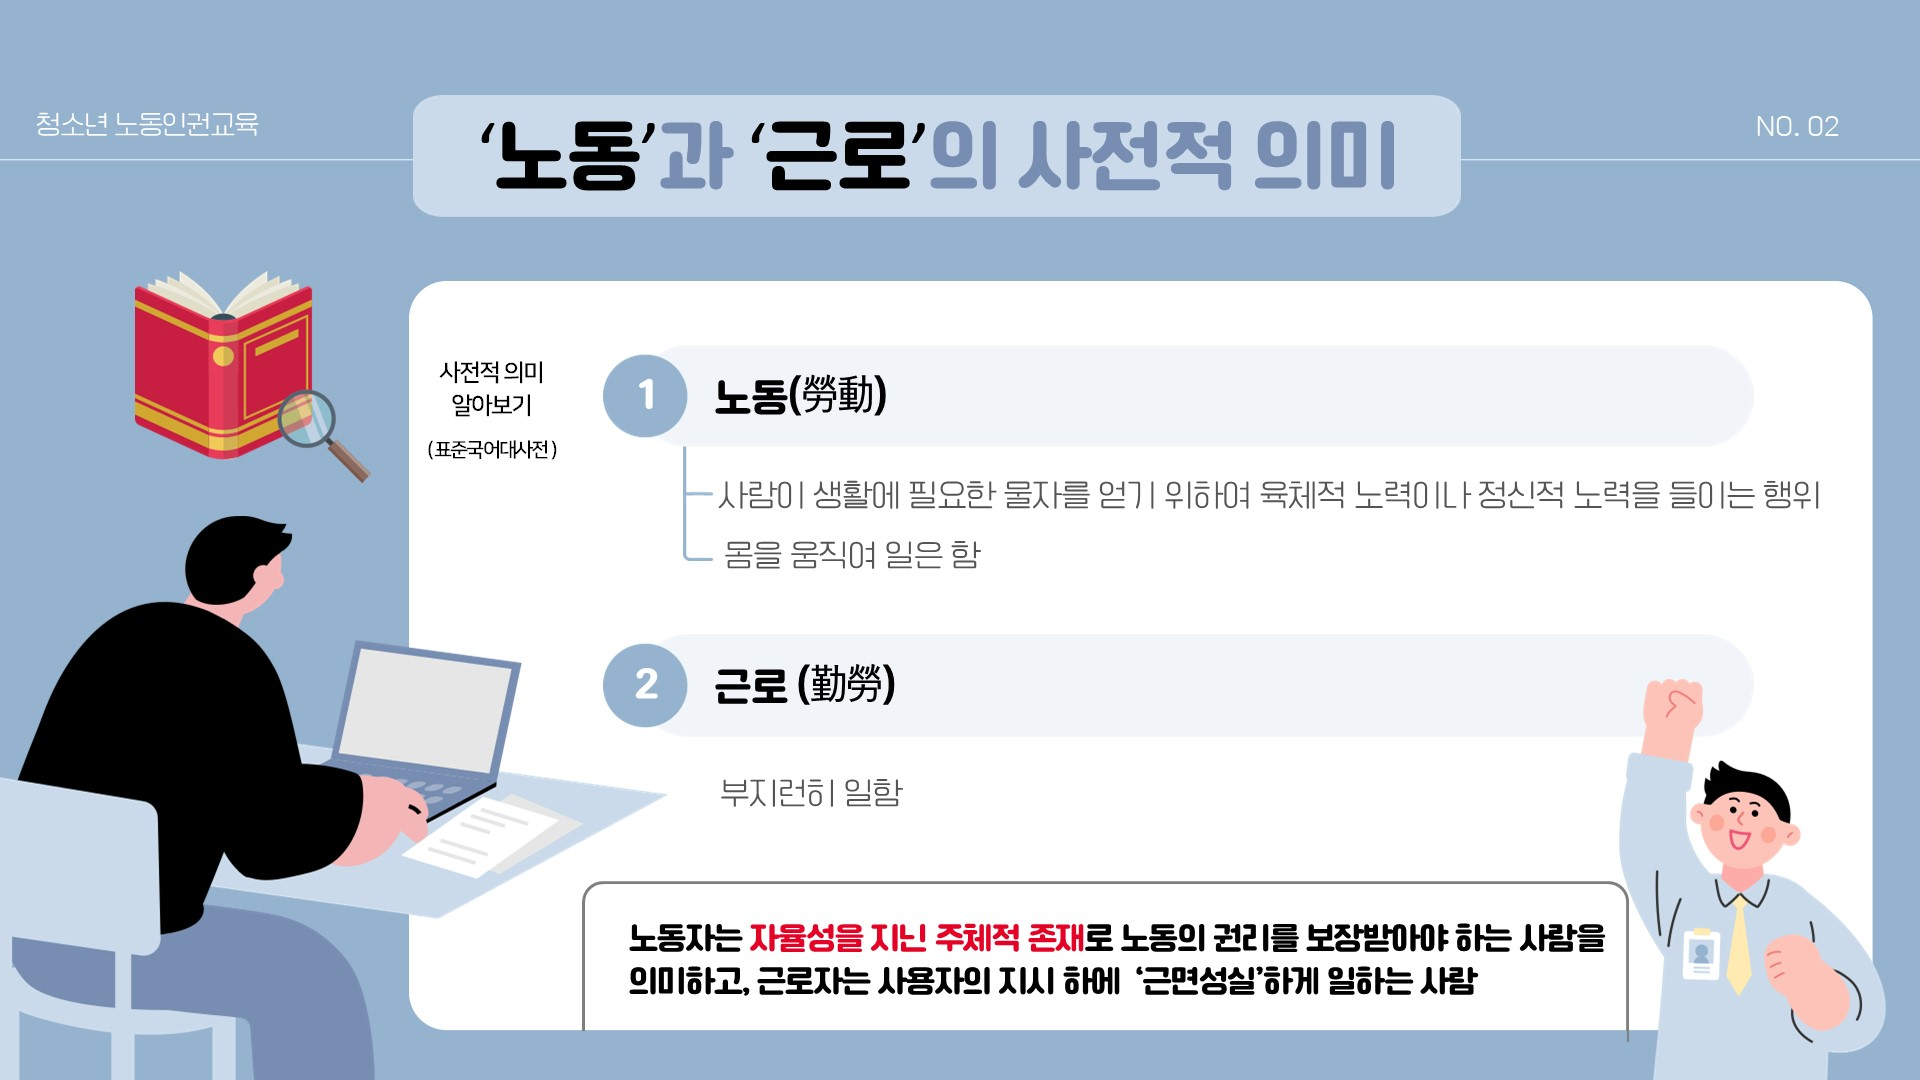 청소년 노동인권교육
NO. 02
‘노동’과 ‘근로’의 사전적 의미
사전적 의미
알아보기
(표준국어대사전)
1 노동(勞動)
사람이 생활에 필요한 물자를 얻기 위하여 육체적 노력이나 정신적 노력을 들이는 행위
몸을 움직여 일은 함
2 근로 (勤勞)
부지런히 일함
노동자는 자율성을 지닌 주체적 존재로 노동의 권리를 보장받아야 하는 사람을
의미하고, 근로자는 사용자의 지시 하에 ‘근면성실’하게 일하는 사람